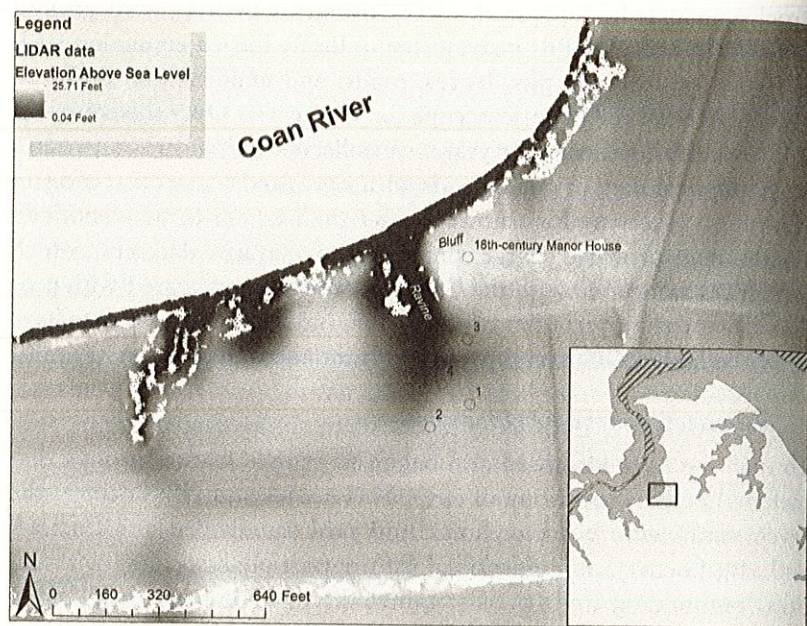 Legend
LIDAR data
Elevation Above Sea Level
25.71 Feet
0.04 Feet
Coan River
Bluff
16th-century Manor House
Ravine
3
4
1
2
N
0 160 320 640 Feet